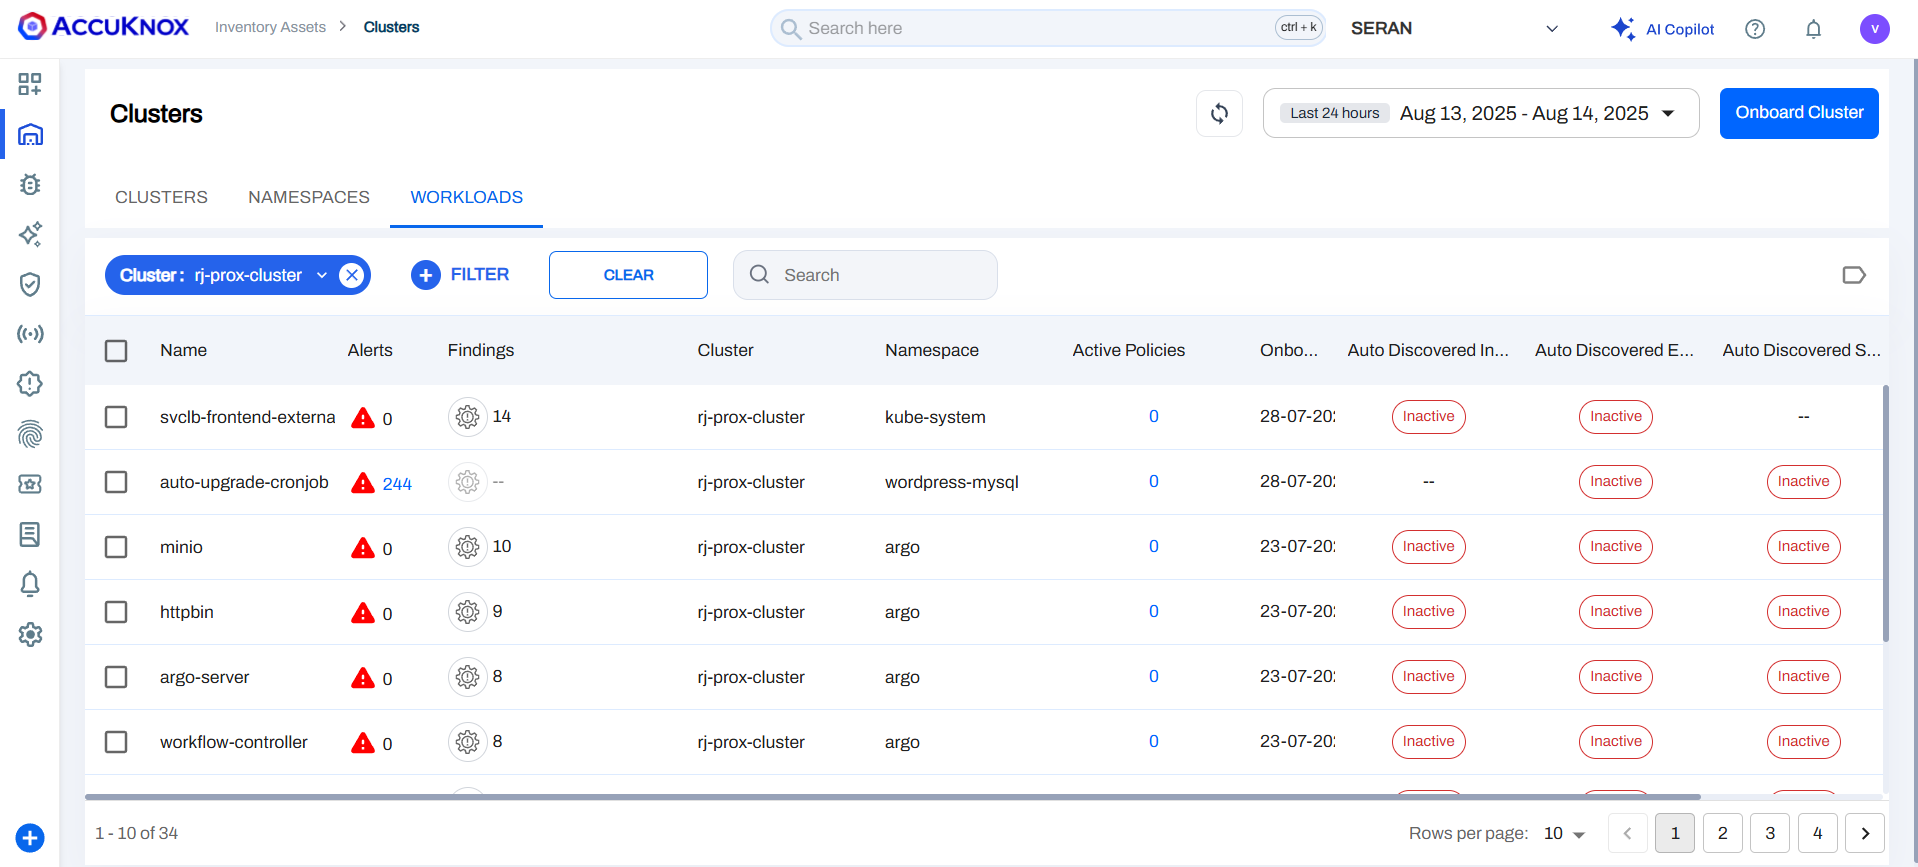 ACCUKNOX
Inventory Assets
Clusters
Search here
ctrl + k
SERAN
AI Copilot
V
Clusters
Last 24 hours
Aug 13, 2025 - Aug 14, 2025
Onboard Cluster
CLUSTERS
NAMESPACES
WORKLOADS
Cluster : rj-prox-cluster
FILTER
CLEAR
Search
Name Alerts Findings Cluster Namespace Active Policies Onbo... Auto Discovered In... Auto Discovered E... Auto Discovered S...
svclb-frontend-externa 0 14 rj-prox-cluster kube-system 0 28-07-202 Inactive Inactive --
auto-upgrade-cronjob 244 -- rj-prox-cluster wordpress-mysql 0 28-07-202 -- Inactive Inactive
minio 0 10 rj-prox-cluster argo 0 23-07-202 Inactive Inactive Inactive
httpbin 0 9 rj-prox-cluster argo 0 23-07-202 Inactive Inactive Inactive
argo-server 0 8 rj-prox-cluster argo 0 23-07-202 Inactive Inactive Inactive
workflow-controller 0 8 rj-prox-cluster argo 0 23-07-202 Inactive Inactive Inactive
1 - 10 of 34
Rows per page: 10
1 2 3 4